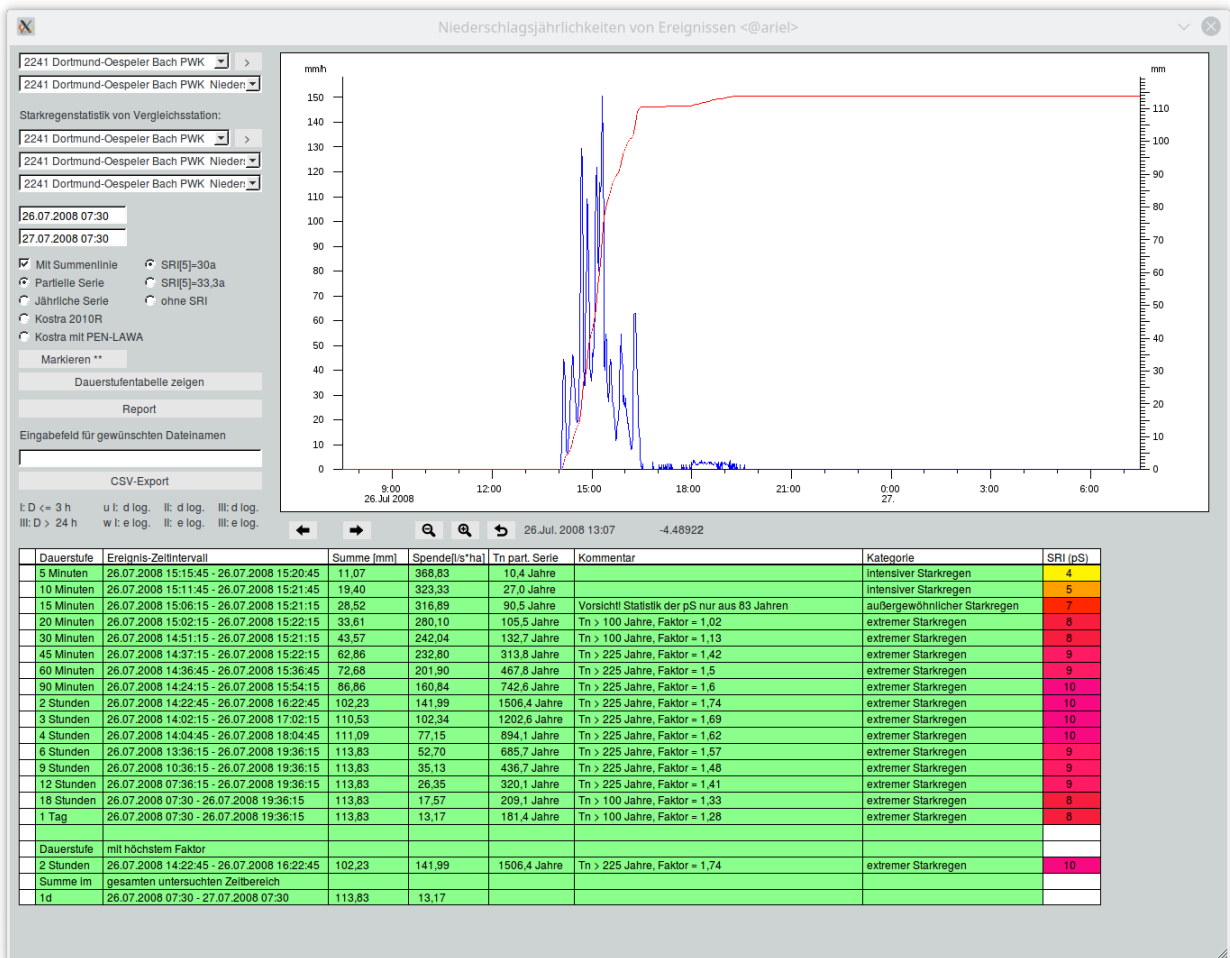 Niederschlagsjährlichkeiten von Ereignissen <@ariel>
2241 Dortmund-Oespeler Bach PWK >
2241 Dortmund-Oespeler Bach PWK Nieders
Starkregenstatistik von Vergleichsstation:
2241 Dortmund-Oespeler Bach PWK >
2241 Dortmund-Oespeler Bach PWK Nieders
2241 Dortmund-Oespeler Bach PWK Nieders
26.07.2008 07:30
27.07.2008 07:30
Mit Summenlinie SRI[5]=30a
Partielle Serie SRI[5]=33,3a
Jährliche Serie ohne SRI
Kostra 2010R
Kostra mit PEN-LAWA
Markieren **
Dauerstufentabelle zeigen
Report
Eingabefeld für gewünschten Dateinamen
CSV-Export
I: D <= 3 h u I: d log. II: d log. III: d log.
III: D > 24 h w I: e log. II: e log. III: e log.
mm/h
150
140
130
120
110
100
90
80
70
60
50
40
30
20
10
0
mm
110
100
90
80
70
60
50
40
30
20
10
0
9:00 12:00 15:00 18:00 21:00 0:00 3:00 6:00
26.Jul 2008 27.
26.Jul. 2008 13:07 -4.48922
Dauerstufe Ereignis-Zeitintervall Summe [mm] Spende[l/s*ha] Tn part. Serie Kommentar Kategorie SRI (pS)
5 Minuten 26.07.2008 15:15:45 - 26.07.2008 15:20:45 11,07 368,83 10,4 Jahre intensiver Starkregen 4
10 Minuten 26.07.2008 15:11:45 - 26.07.2008 15:21:45 19,40 323,33 27,0 Jahre intensiver Starkregen 5
15 Minuten 26.07.2008 15:06:15 - 26.07.2008 15:21:15 28,52 316,89 90,5 Jahre Vorsicht! Statistik der pS nur aus 83 Jahren außergewöhnlicher Starkregen 7
20 Minuten 26.07.2008 15:02:15 - 26.07.2008 15:22:15 33,61 280,10 105,5 Jahre Tn > 100 Jahre, Faktor = 1,02 extremer Starkregen 8
30 Minuten 26.07.2008 14:51:15 - 26.07.2008 15:21:15 43,57 242,04 132,7 Jahre Tn > 100 Jahre, Faktor = 1,13 extremer Starkregen 8
45 Minuten 26.07.2008 14:37:15 - 26.07.2008 15:22:15 62,86 232,80 313,8 Jahre Tn > 225 Jahre, Faktor = 1,42 extremer Starkregen 9
60 Minuten 26.07.2008 14:36:45 - 26.07.2008 15:36:45 72,68 201,90 467,8 Jahre Tn > 225 Jahre, Faktor = 1,5 extremer Starkregen 9
90 Minuten 26.07.2008 14:24:15 - 26.07.2008 15:54:15 86,86 160,84 742,6 Jahre Tn > 225 Jahre, Faktor = 1,6 extremer Starkregen 10
2 Stunden 26.07.2008 14:22:45 - 26.07.2008 16:22:45 102,23 141,99 1506,4 Jahre Tn > 225 Jahre, Faktor = 1,74 extremer Starkregen 10
3 Stunden 26.07.2008 14:02:15 - 26.07.2008 17:02:15 110,53 102,34 1202,6 Jahre Tn > 225 Jahre, Faktor = 1,69 extremer Starkregen 10
4 Stunden 26.07.2008 14:04:45 - 26.07.2008 18:04:45 111,09 77,15 894,1 Jahre Tn > 225 Jahre, Faktor = 1,62 extremer Starkregen 10
6 Stunden 26.07.2008 13:36:15 - 26.07.2008 19:36:15 113,83 52,70 685,7 Jahre Tn > 225 Jahre, Faktor = 1,57 extremer Starkregen 9
9 Stunden 26.07.2008 10:36:15 - 26.07.2008 19:36:15 113,83 35,13 436,7 Jahre Tn > 225 Jahre, Faktor = 1,48 extremer Starkregen 9
12 Stunden 26.07.2008 07:36:15 - 26.07.2008 19:36:15 113,83 26,35 320,1 Jahre Tn > 225 Jahre, Faktor = 1,41 extremer Starkregen 9
18 Stunden 26.07.2008 07:30 - 26.07.2008 19:36:15 113,83 17,57 209,1 Jahre Tn > 100 Jahre, Faktor = 1,33 extremer Starkregen 8
1 Tag 26.07.2008 07:30 - 26.07.2008 19:36:15 113,83 13,17 181,4 Jahre Tn > 100 Jahre, Faktor = 1,28 extremer Starkregen 8
Dauerstufe mit höchstem Faktor
2 Stunden 26.07.2008 14:22:45 - 26.07.2008 16:22:45 102,23 141,99 1506,4 Jahre Tn > 225 Jahre, Faktor = 1,74 extremer Starkregen 10
Summe im gesamten untersuchten Zeitbereich
1d 26.07.2008 07:30 - 27.07.2008 07:30 113,83 13,17